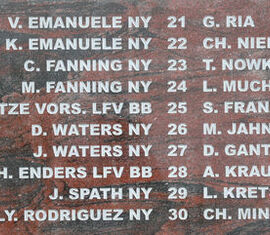 V. EMANUELE NY 21 G. RIA
K. EMANUELE NY 22 CH. NIE
C. FANNING NY 23 T. NOWK
M. FANNING NY 24 L. MUCH
TZE VORS. LFV BB 25 S. FRAN
D. WATERS NY 26 M. JAHN
J. WATERS NY 27 D. GANT
H. ENDERS LFV BB 28 A. KRAU
J. SPATH NY 29 L. KRET
LY. RODRIGUEZ NY 30 CH. MIN